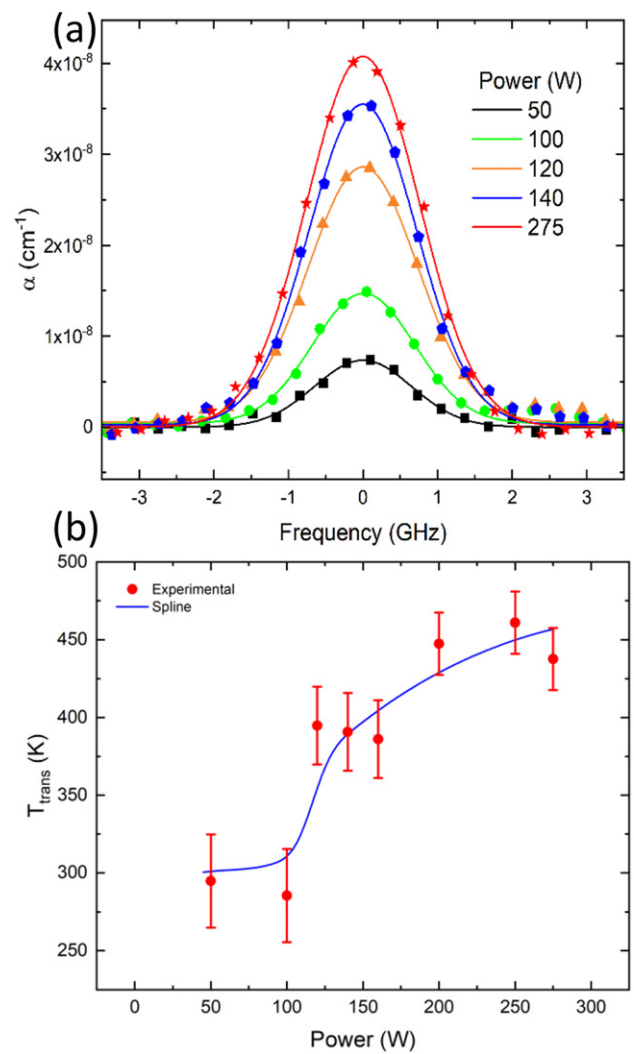 (a)
4x10⁻⁸
3x10⁻⁸
2x10⁻⁸
1x10⁻⁸
0
α (cm⁻¹)
Power (W)
50
100
120
140
275
-3 -2 -1 0 1 2 3
Frequency (GHz)
(b)
500
450
400
350
300
250
T_trans (K)
Experimental
Spline
0 50 100 150 200 250 300
Power (W)